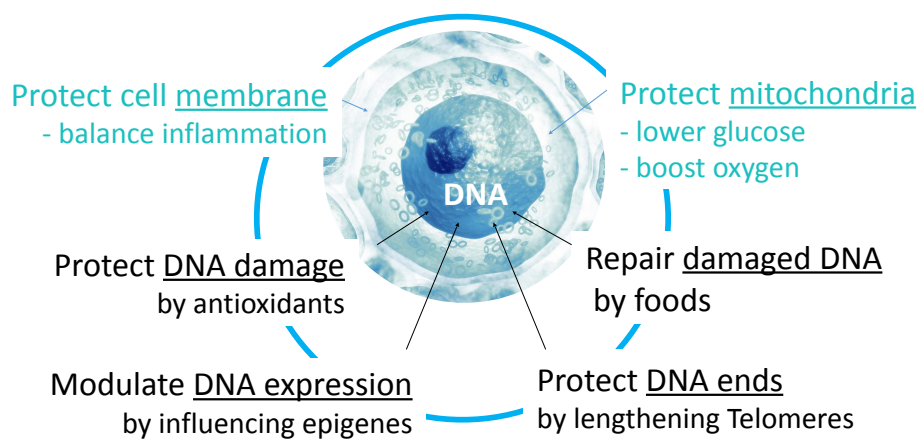 Protect cell membrane
- balance inflammation
Protect mitochondria
- lower glucose
- boost oxygen
DNA
Protect DNA damage
by antioxidants
Repair damaged DNA
by foods
Modulate DNA expression
by influencing epigenes
Protect DNA ends
by lengthening Telomeres